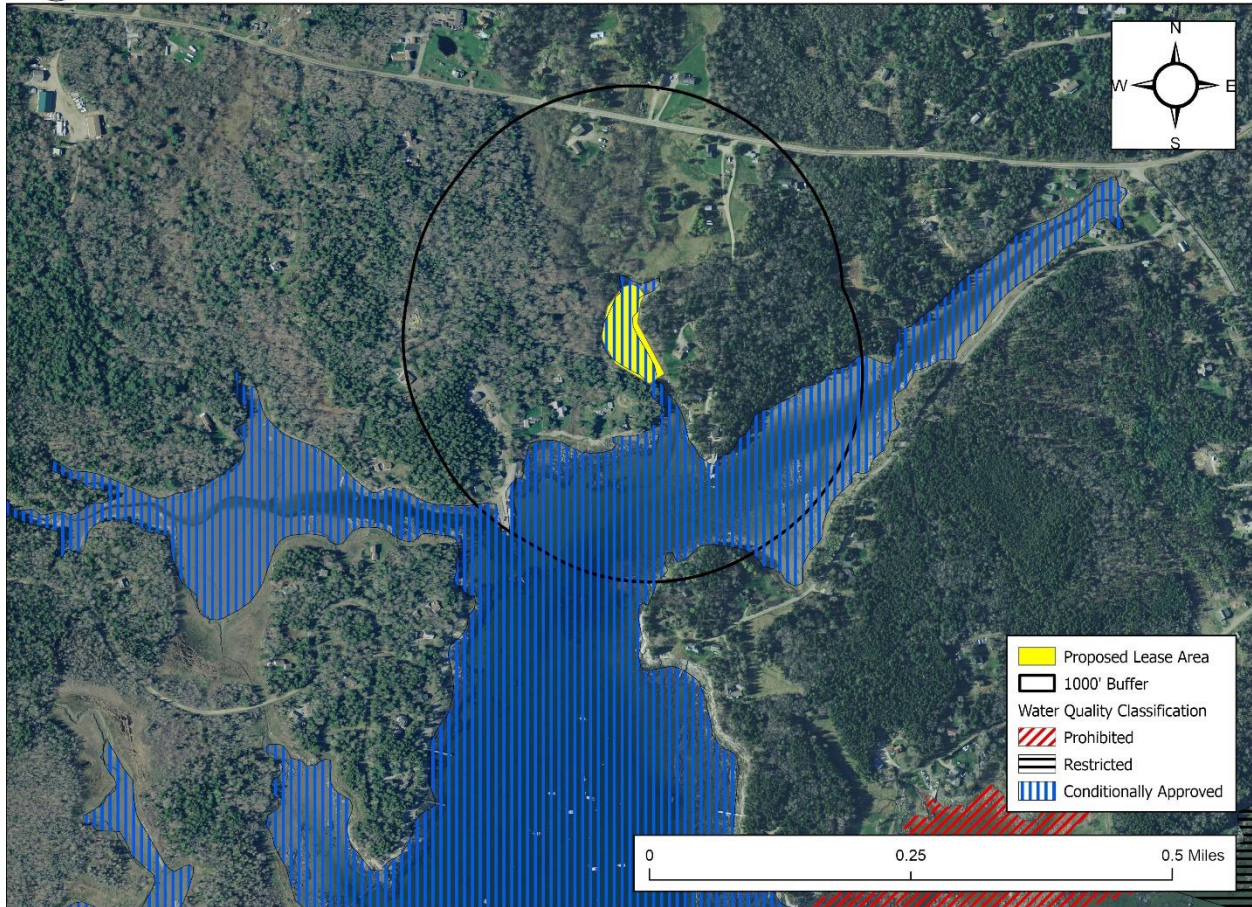 N
W E
S
Proposed Lease Area
1000' Buffer
Water Quality Classification
Prohibited
Restricted
Conditionally Approved
0 0.25 0.5 Miles